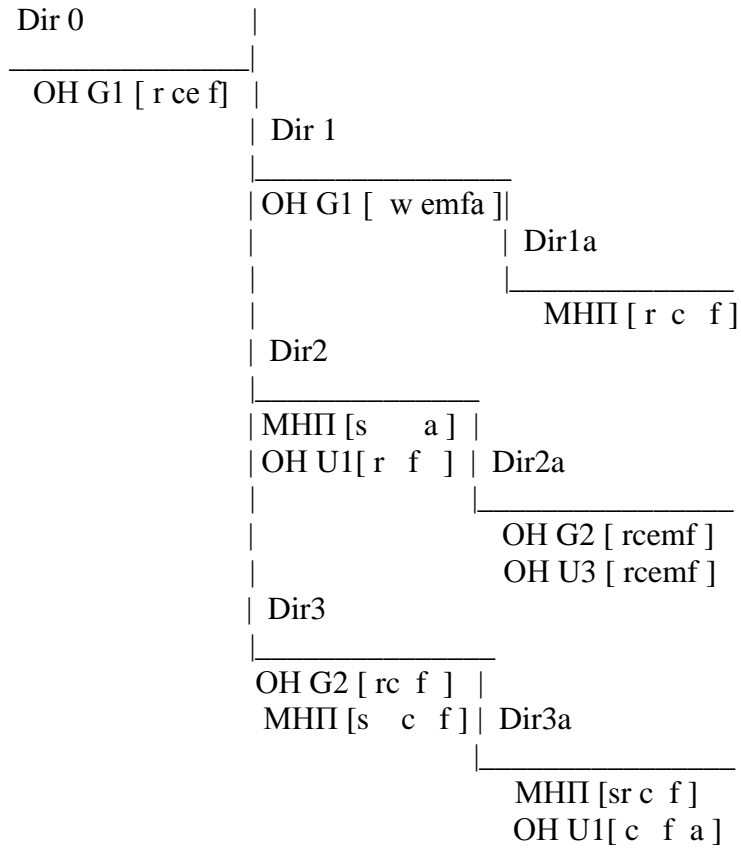 Dir 0
ОН G1 [ r ce f]
Dir 1
ОН G1 [ w emfa ]
Dir1a
МНП [ r c f ]
Dir2
МНП [s a ]
ОН U1[ r f ]
Dir2a
ОН G2 [ rcemf ]
ОН U3 [ rcemf ]
Dir3
ОН G2 [ rc f ]
МНП [s c f ]
Dir3a
МНП [sr c f ]
ОН U1[ c f a ]